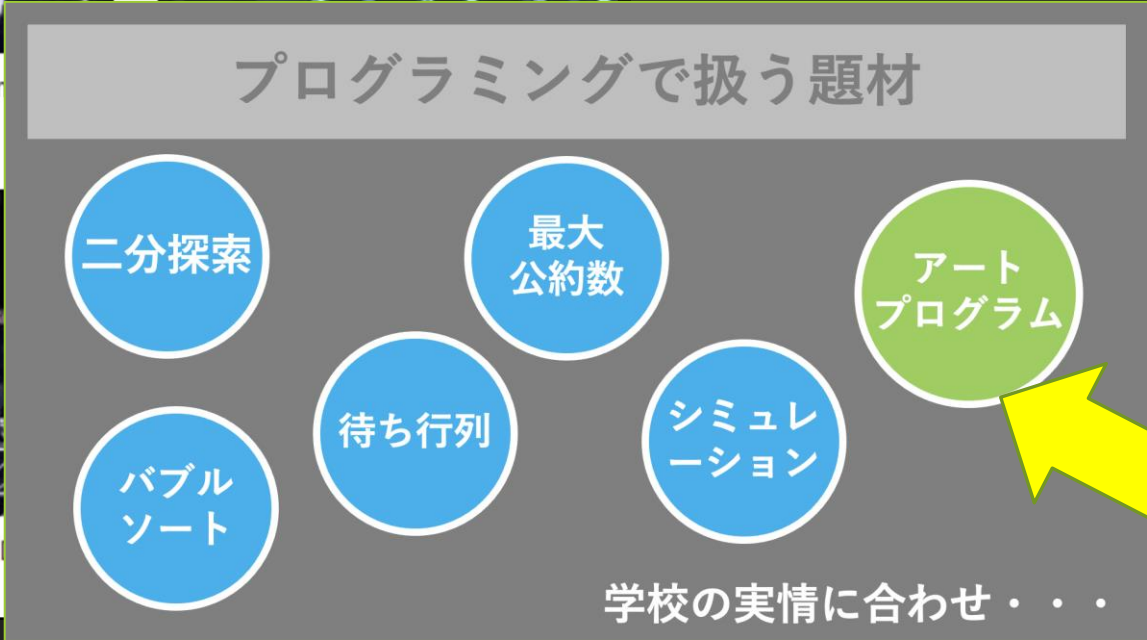 プログラミングで扱う題材
二分探索
最大
公約数
アート
プログラム
待ち行列
シミュレ
ーション
バブル
ソート
学校の実情に合わせ・・・